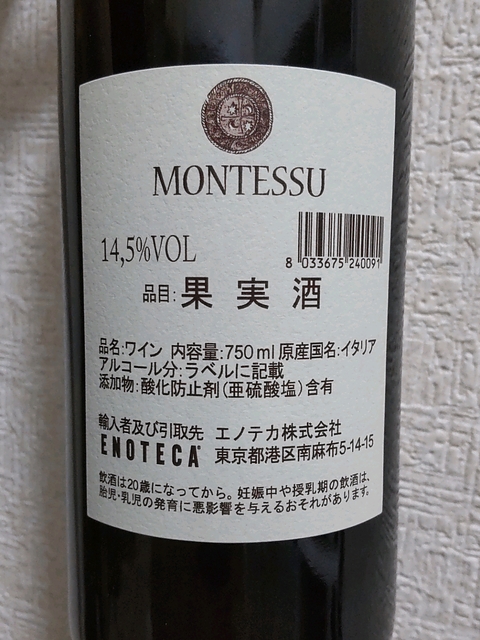 MONTESSU
14,5%VOL
8 033675 240091
品目:果実酒
品名:ワイン 内容量:750ml 原産国名:イタリア
アルコール分:ラベルに記載
添加物:酸化防止剤(亜硫酸塩)含有
輸入者及び引取先 エノテカ株式会社
ENOTECA 東京都港区南麻布5-14-15
飲酒は20歳になってから。妊娠中や授乳期の飲酒は、
胎児・乳児の発育に悪影響を与えるおそれがあります。